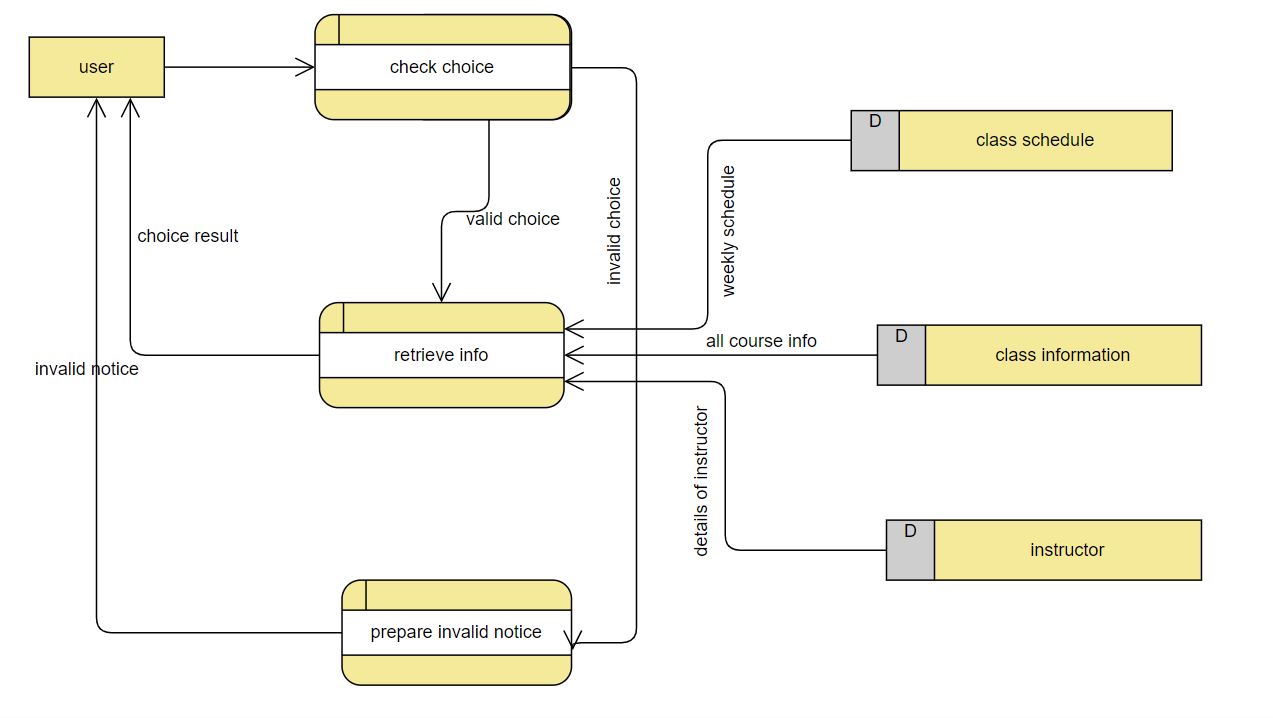 user
check choice
D
class schedule
valid choice
invalid choice
weekly schedule
choice result
all course info
D
class information
retrieve info
invalid notice
details of instructor
D
instructor
prepare invalid notice